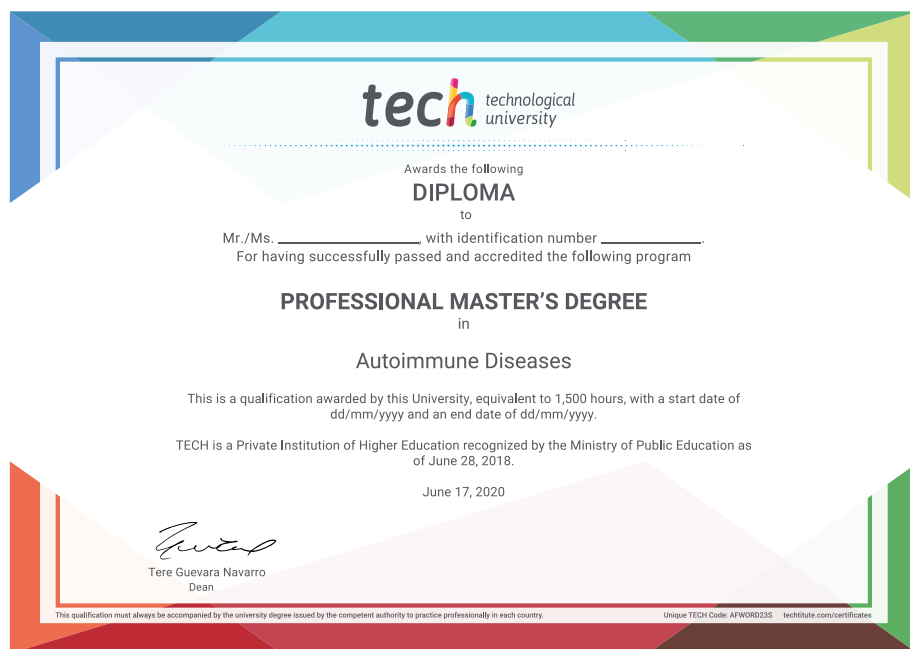 tech technological
university
Awards the following
DIPLOMA
to
Mr./Ms. ________________, with identification number ____________.
For having successfully passed and accredited the following program
PROFESSIONAL MASTER'S DEGREE
in
Autoimmune Diseases
This is a qualification awarded by this University, equivalent to 1,500 hours, with a start date of
dd/mm/yyyy and an end date of dd/mm/yyyy.
TECH is a Private Institution of Higher Education recognized by the Ministry of Public Education as
of June 28, 2018.
June 17, 2020
Tere Guevara Navarro
Dean
This qualification must always be accompanied by the university degree issued by the competent authority to practice professionally in each country.
Unique TECH Code: AFWORD23S techtitute.com/certificates